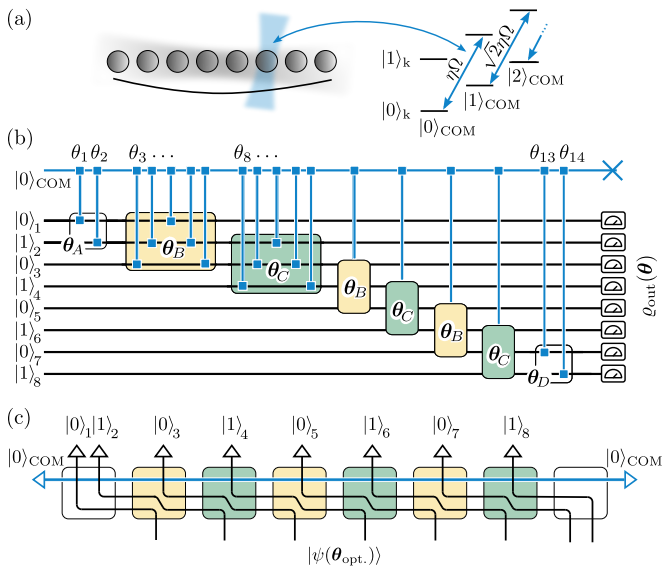 (a)
|1⟩k
|0⟩k
ηΩ
√2ηΩ
...
|0⟩COM
|1⟩COM
|2⟩COM
(b)
θ1 θ2 θ3 ... θ8 ... θ13 θ14
|0⟩COM
|0⟩1
|1⟩2
|0⟩3
|1⟩4
|0⟩5
|1⟩6
|0⟩7
|1⟩8
θA
θB
θC
θB
θC
θB
θC
θD
ϱout(θ)
(c)
|0⟩1 |1⟩2 |0⟩3 |1⟩4 |0⟩5 |1⟩6 |0⟩7 |1⟩8
|0⟩COM |0⟩COM
|ψ(θopt.)⟩